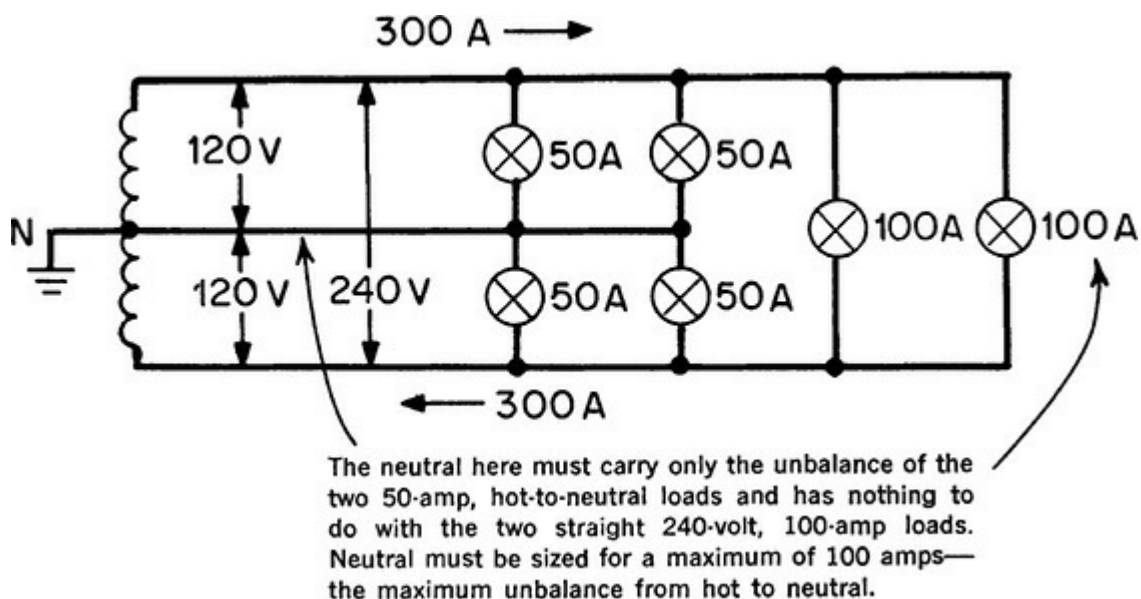 300 A
120 V
50A
50A
N
100A
100 A
120 V
240 V
50A
50A
300 A
The neutral here must carry only the unbalance of the
two 50-amp, hot-to-neutral loads and has nothing to
do with the two straight 240-volt, 100-amp loads.
Neutral must be sized for a maximum of 100 amps—
the maximum unbalance from hot to neutral.